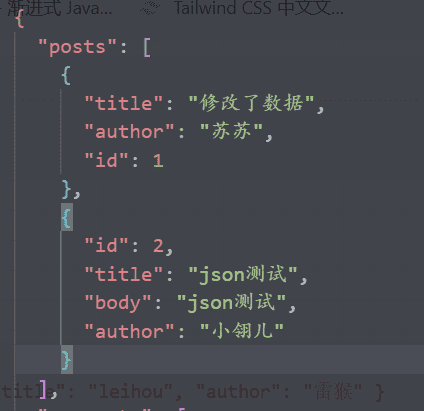 渐进式 Java... Tailwind CSS 中文文...
{
"posts": [
{
"title": "修改了数据",
"author": "苏苏",
"id": 1
},
{
"id": 2,
"title": "json测试",
"body": "json测试",
"author": "小翎儿"
}
],
title": "leihou", "author": "雷猴" }